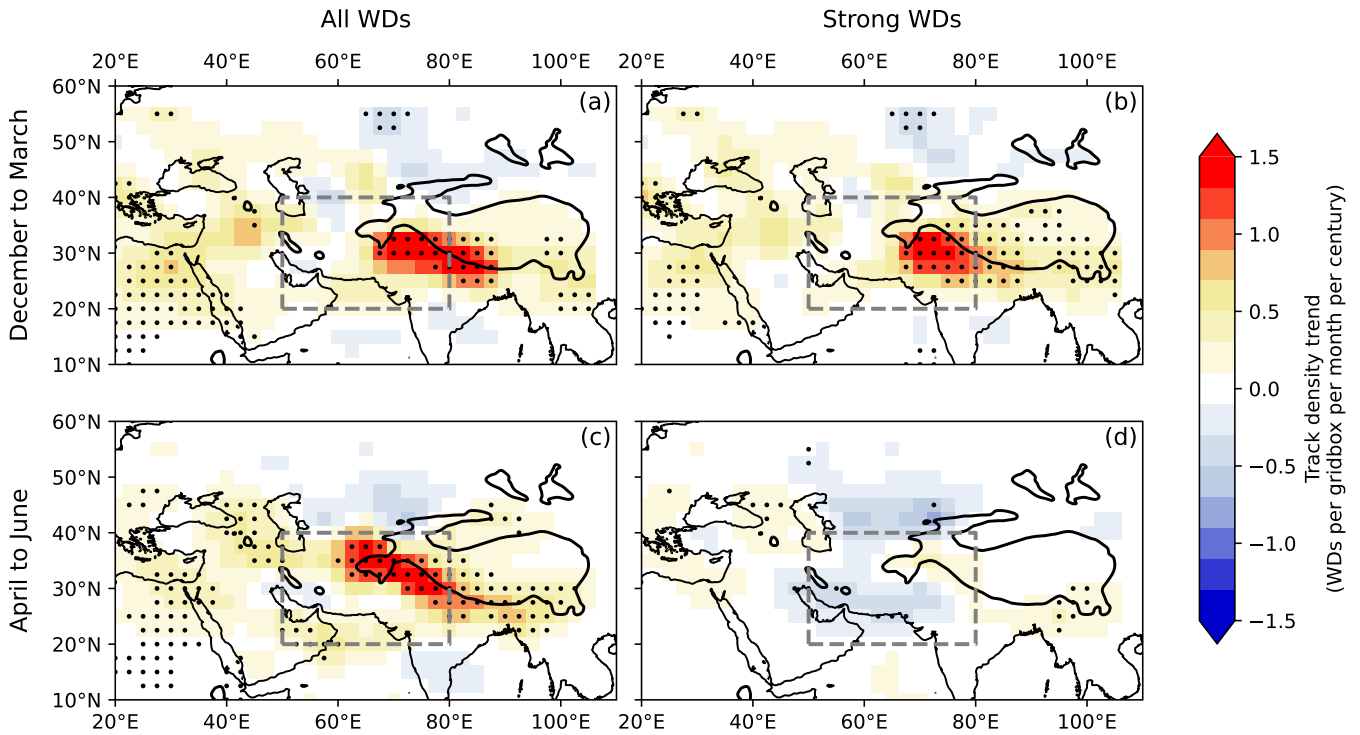 All WDs
Strong WDs
20°E 40°E 60°E 80°E 100°E
20°E 40°E 60°E 80°E 100°E
December to March
60°N
50°N
40°N
30°N
20°N
10°N
(a)
(b)
April to June
60°N
50°N
40°N
30°N
20°N
10°N
(c)
(d)
20°E 40°E 60°E 80°E 100°E
20°E 40°E 60°E 80°E 100°E
1.5
1.0
0.5
0.0
−0.5
−1.0
−1.5
Track density trend
(WDs per gridbox per month per century)